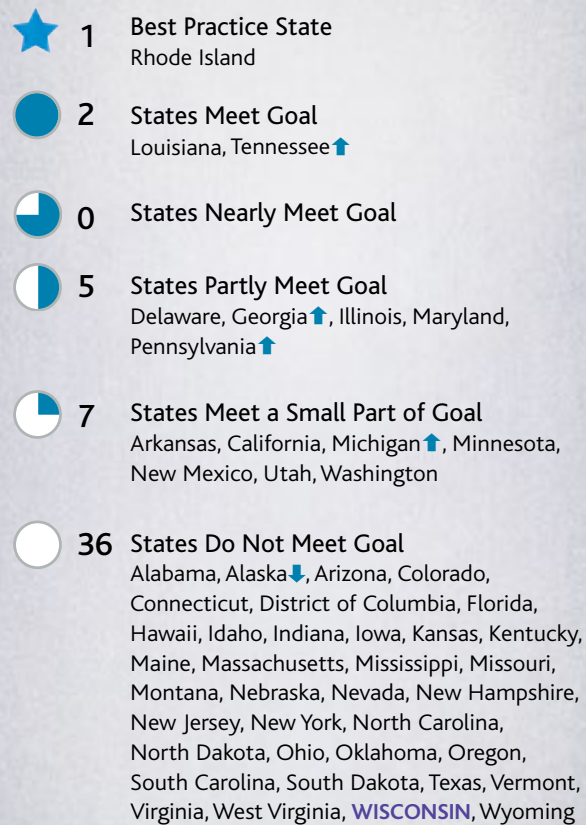 1 Best Practice State
Rhode Island
2 States Meet Goal
Louisiana, Tennessee⬆
0 States Nearly Meet Goal
5 States Partly Meet Goal
Delaware, Georgia⬆, Illinois, Maryland,
Pennsylvania⬆
7 States Meet a Small Part of Goal
Arkansas, California, Michigan⬆, Minnesota,
New Mexico, Utah, Washington
36 States Do Not Meet Goal
Alabama, Alaska⬇, Arizona, Colorado,
Connecticut, District of Columbia, Florida,
Hawaii, Idaho, Indiana, Iowa, Kansas, Kentucky,
Maine, Massachusetts, Mississippi, Missouri,
Montana, Nebraska, Nevada, New Hampshire,
New Jersey, New York, North Carolina,
North Dakota, Ohio, Oklahoma, Oregon,
South Carolina, South Dakota, Texas, Vermont,
Virginia, West Virginia, WISCONSIN, Wyoming